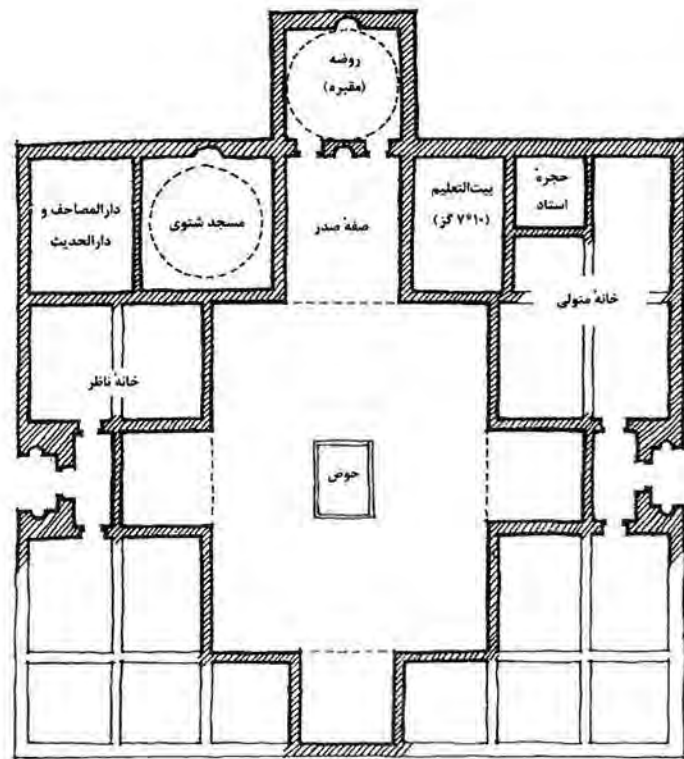 روضه
(مقبره)
حجرهٔ
استاد
بیت‌التعلیم
(۱۰*۷ گز)
صفهٔ صدر
مسجد شتوی
دارالمصاحف و
دارالحدیث
خانهٔ متولی
خانهٔ ناظر
حوض